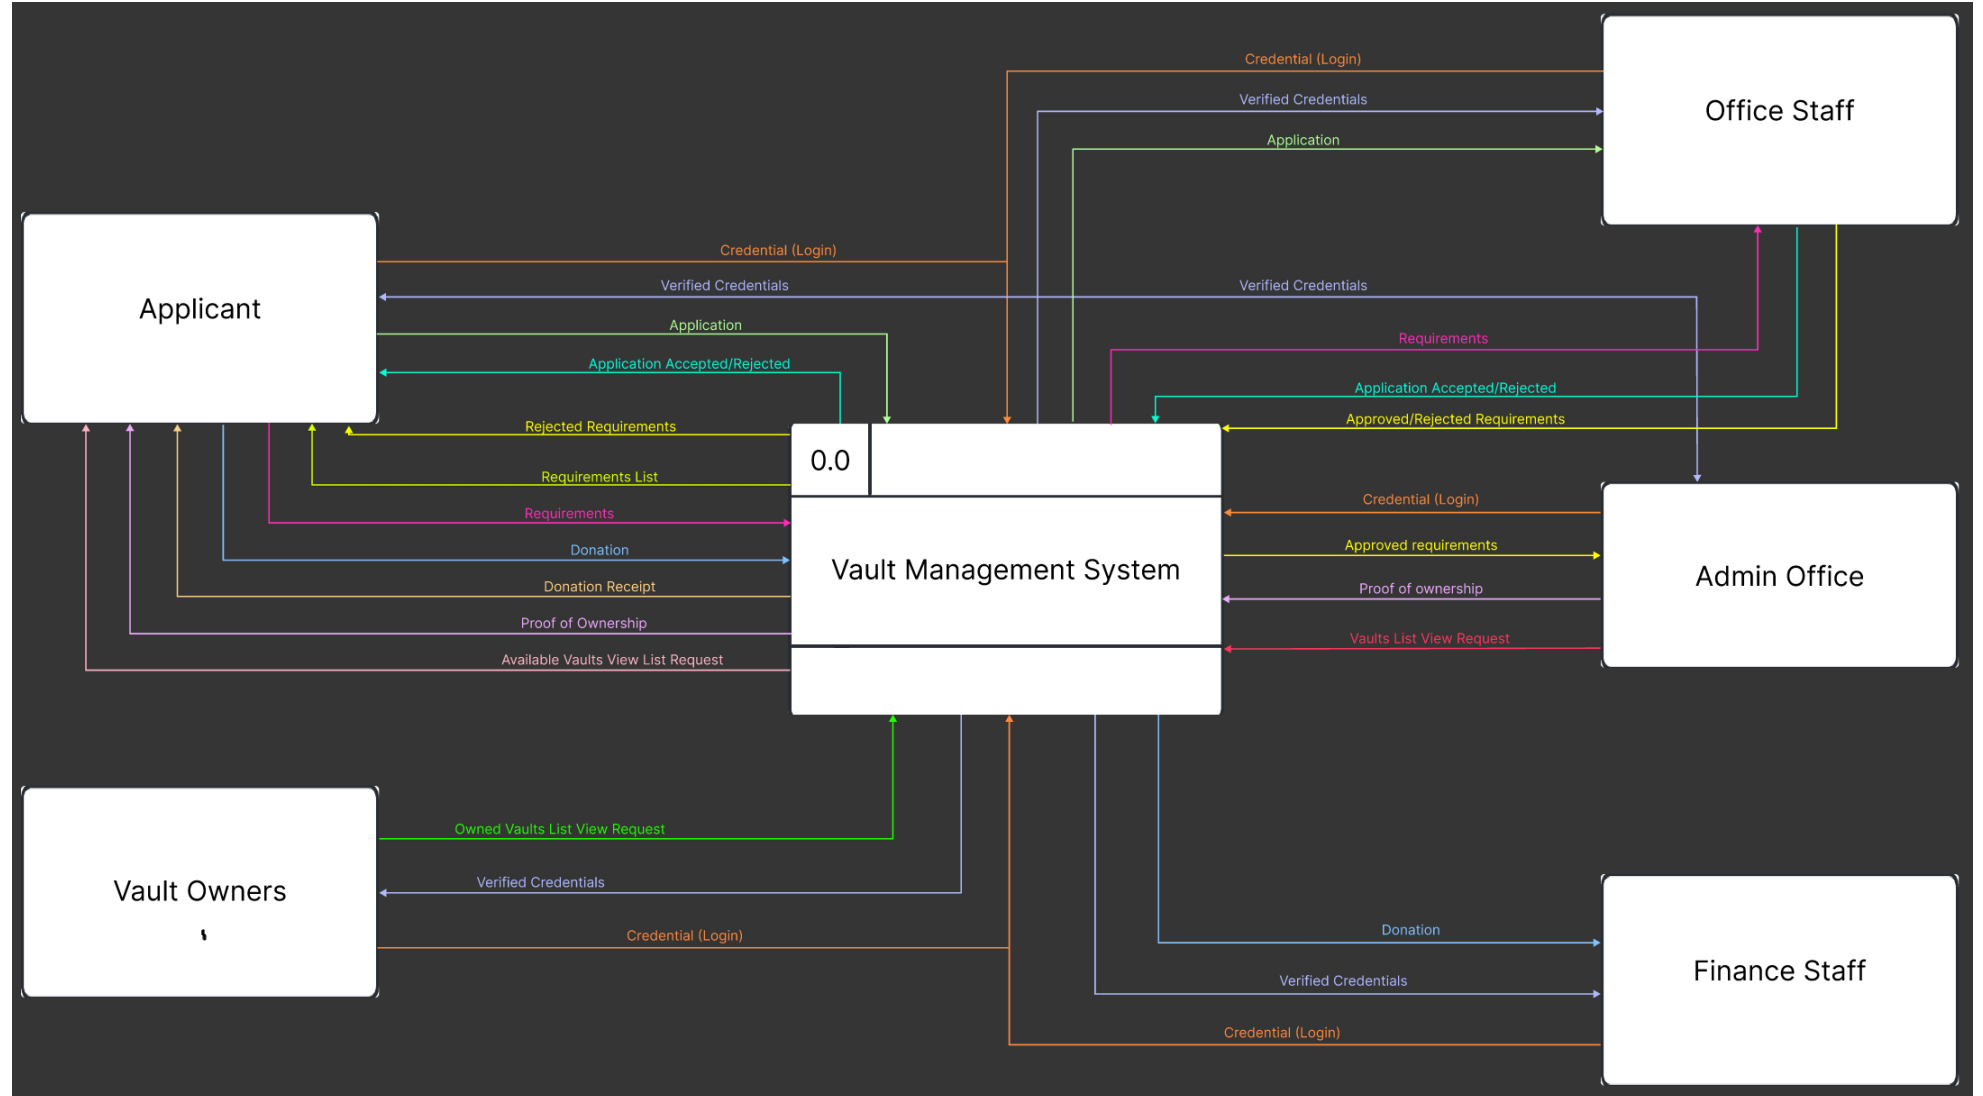 Credential (Login)
Office Staff
Verified Credentials
Application
Credential (Login)
Applicant
Verified Credentials
Verified Credentials
Application
Requirements
Application Accepted/Rejected
Application Accepted/Rejected
Approved/Rejected Requirements
Rejected Requirements
0.0
Requirements List
Credential (Login)
Requirements
Approved requirements
Donation
Vault Management System
Admin Office
Donation Receipt
Proof of ownership
Proof of Ownership
Vaults List View Request
Available Vaults View List Request
Owned Vaults List View Request
Vault Owners
Verified Credentials
Credential (Login)
Donation
Finance Staff
Verified Credentials
Credential (Login)